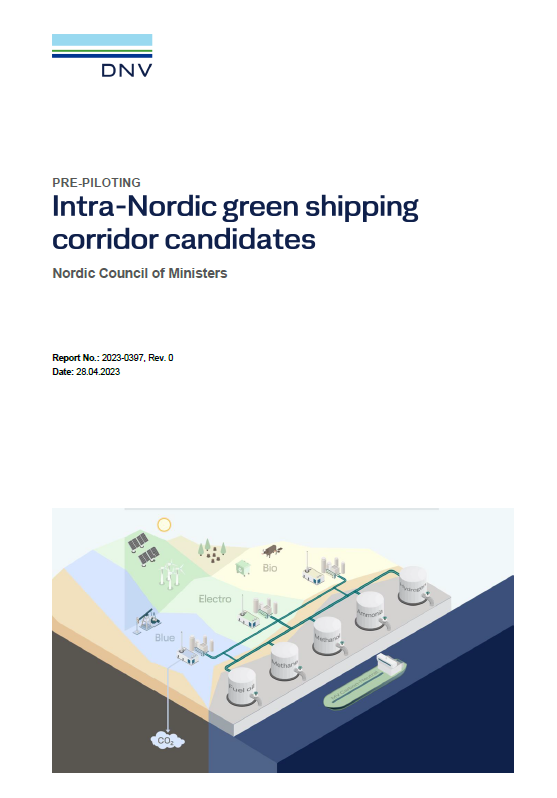 DNV
PRE-PILOTING
Intra-Nordic green shipping
corridor candidates
Nordic Council of Ministers
Report No.: 2023-0397, Rev. 0
Date: 28.04.2023
Bio
Electro
Blue
Hydrogen
Ammonia
Methanol
Methane
Fuel oil
CO₂